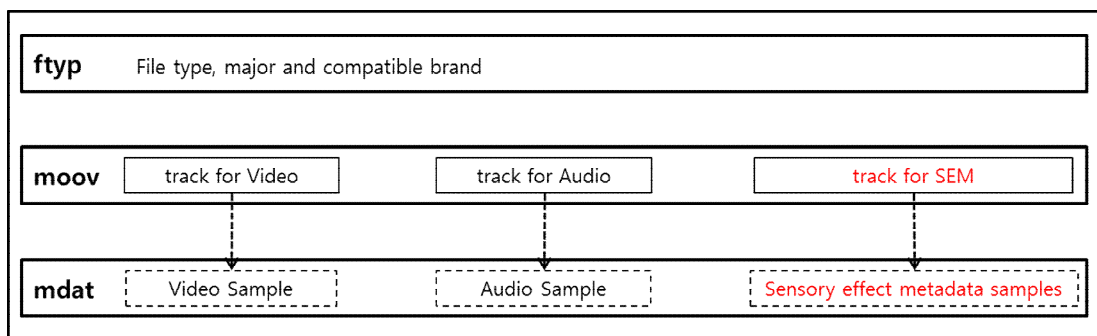 ftyp File type, major and compatible brand
moov track for Video track for Audio track for SEM
mdat Video Sample Audio Sample Sensory effect metadata samples